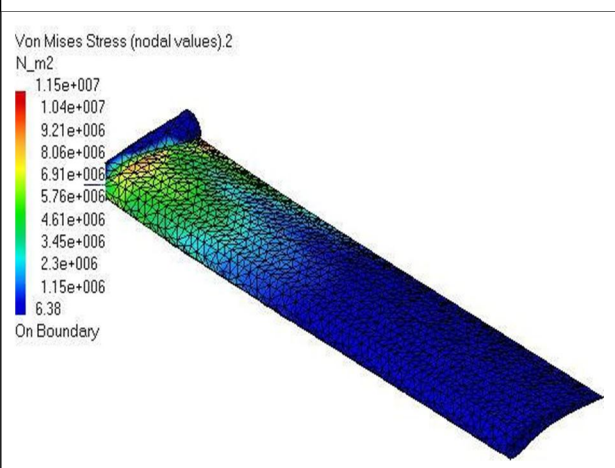 Von Mises Stress (nodal values).2
N_m2
1.15e+007
1.04e+007
9.21e+006
8.06e+006
6.91e+006
5.76e+006
4.61e+006
3.45e+006
2.3e+006
1.15e+006
6.38
On Boundary